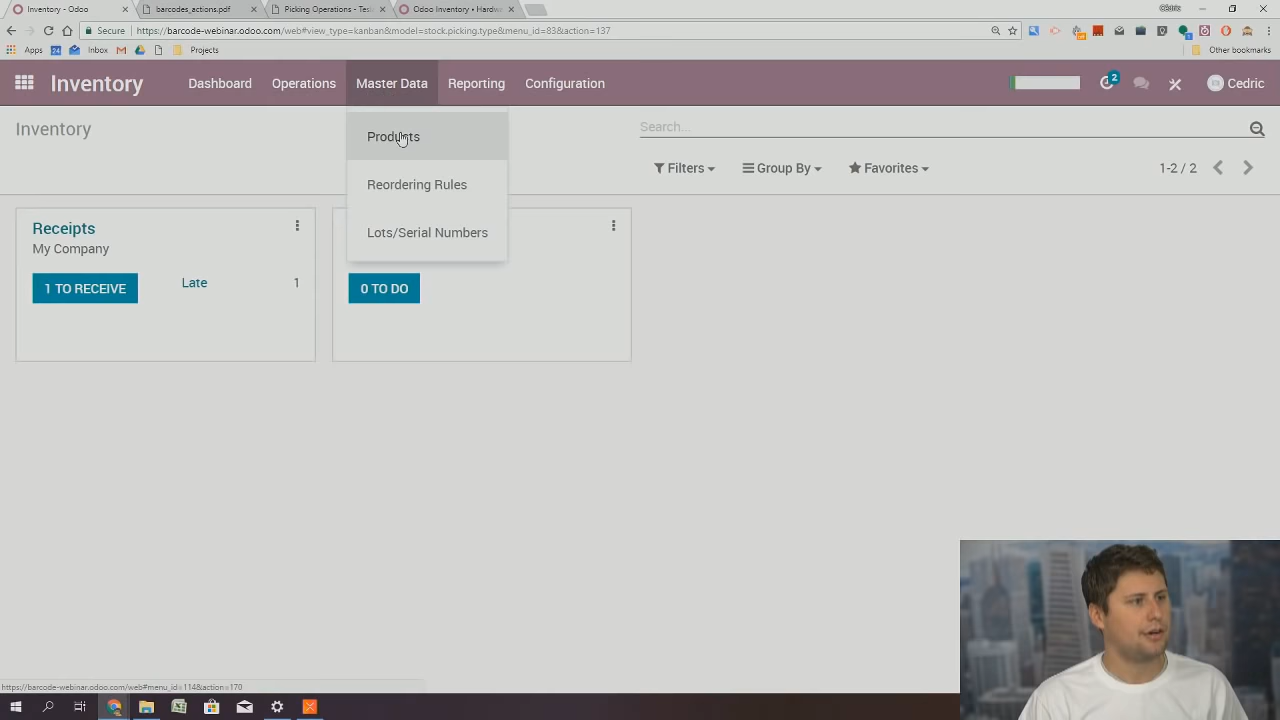 Inventory - Odoo
barcodes_actions.pdf
Picking Operations - Tes
Odoo Inventory • Hardw
Secure
https://barcode-webinar.odoo.com/web#view_type=kanban&model=stock.picking.type&menu_id=83&action=137
Apps
Inbox
Projects
Other bookmarks
Inventory
Dashboard
Operations
Master Data
Reporting
Configuration
2
Cedric
Inventory
Products
Reordering Rules
Lots/Serial Numbers
Search...
Filters
Group By
Favorites
1-2 / 2
Receipts
My Company
1 TO RECEIVE
Late
1
0 TO DO
https://barcode-webinar.odoo.com/web#menu_id=114&action=170